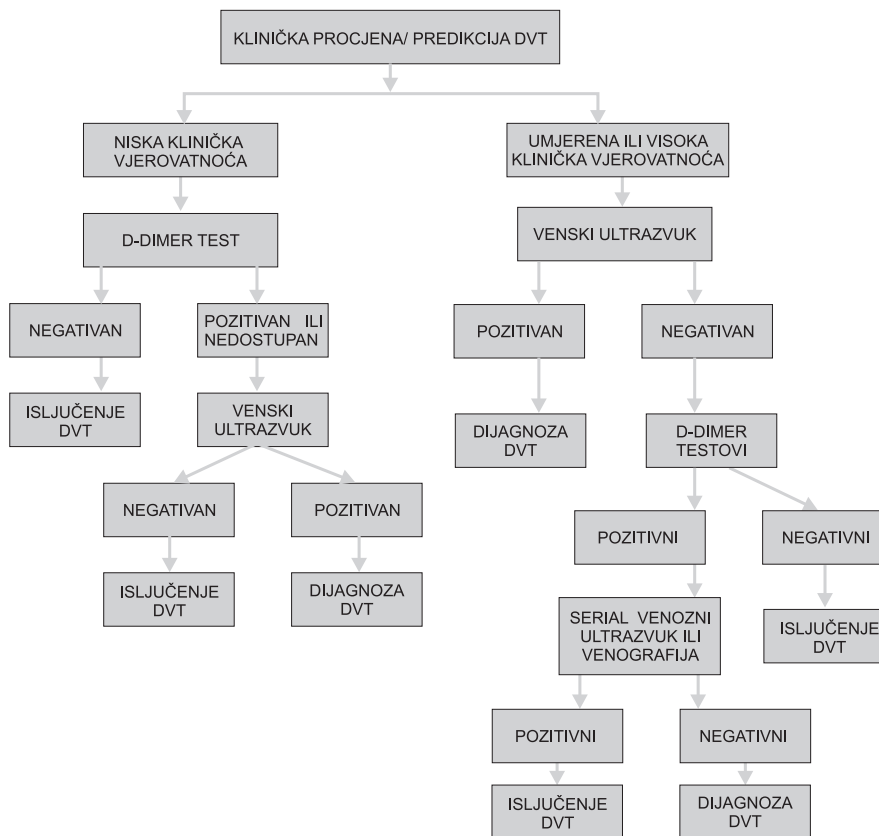 KLINIČKA PROCJENA/ PREDIKCIJA DVT
NISKA KLINIČKA
VJEROVATNOĆA
UMJERENA ILI VISOKA
KLINIČKA VJEROVATNOĆA
D-DIMER TEST
VENSKI ULTRAZVUK
NEGATIVAN
POZITIVAN ILI
NEDOSTUPAN
POZITIVAN
NEGATIVAN
ISLJUČENJE
DVT
VENSKI
ULTRAZVUK
DIJAGNOZA
DVT
D-DIMER
TESTOVI
NEGATIVAN
POZITIVAN
POZITIVNI
NEGATIVNI
ISLJUČENJE
DVT
DIJAGNOZA
DVT
SERIAL VENOZNI
ULTRAZVUK ILI
VENOGRAFIJA
ISLJUČENJE
DVT
POZITIVNI
NEGATIVNI
ISLJUČENJE
DVT
DIJAGNOZA
DVT